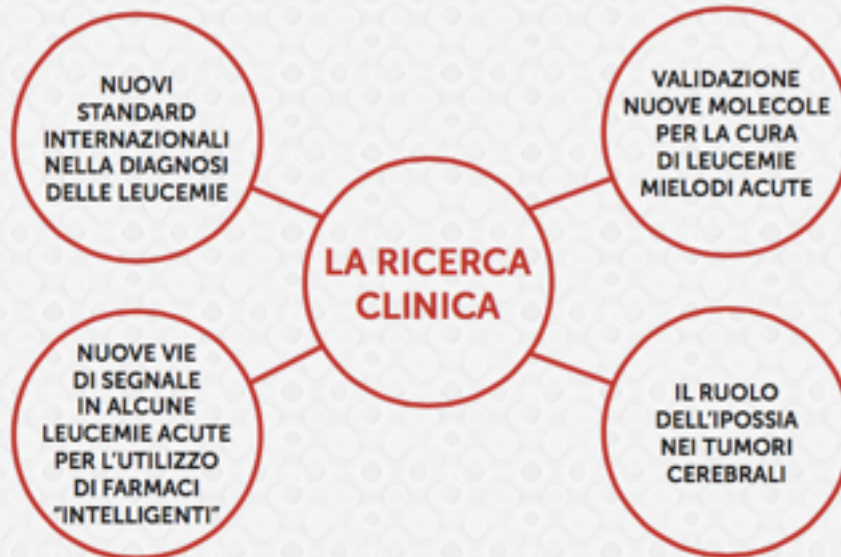 NUOVI
STANDARD
INTERNAZIONALI
NELLA DIAGNOSI
DELLE LEUCEMIE
VALIDAZIONE
NUOVE MOLECOLE
PER LA CURA
DI LEUCEMIE
MIELODI ACUTE
LA RICERCA
CLINICA
NUOVE VIE
DI SEGNALE
IN ALCUNE
LEUCEMIE ACUTE
PER L'UTILIZZO
DI FARMACI
"INTELLIGENTI"
IL RUOLO
DELL'IPOSSIA
NEI TUMORI
CEREBRALI